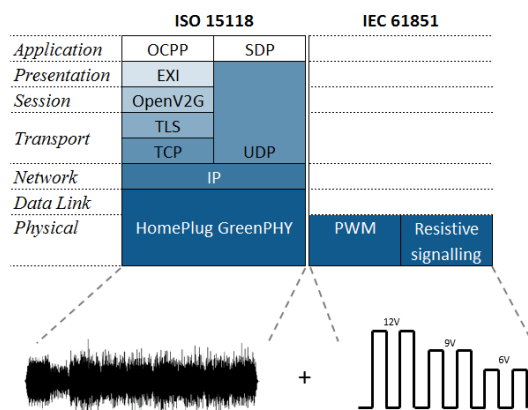 ISO 15118 IEC 61851
Application OCPP SDP
Presentation EXI
Session OpenV2G
TLS
Transport
TCP UDP
Network IP
Data Link
Physical HomePlug GreenPHY PWM Resistive
signalling
12V
9V
6V
+